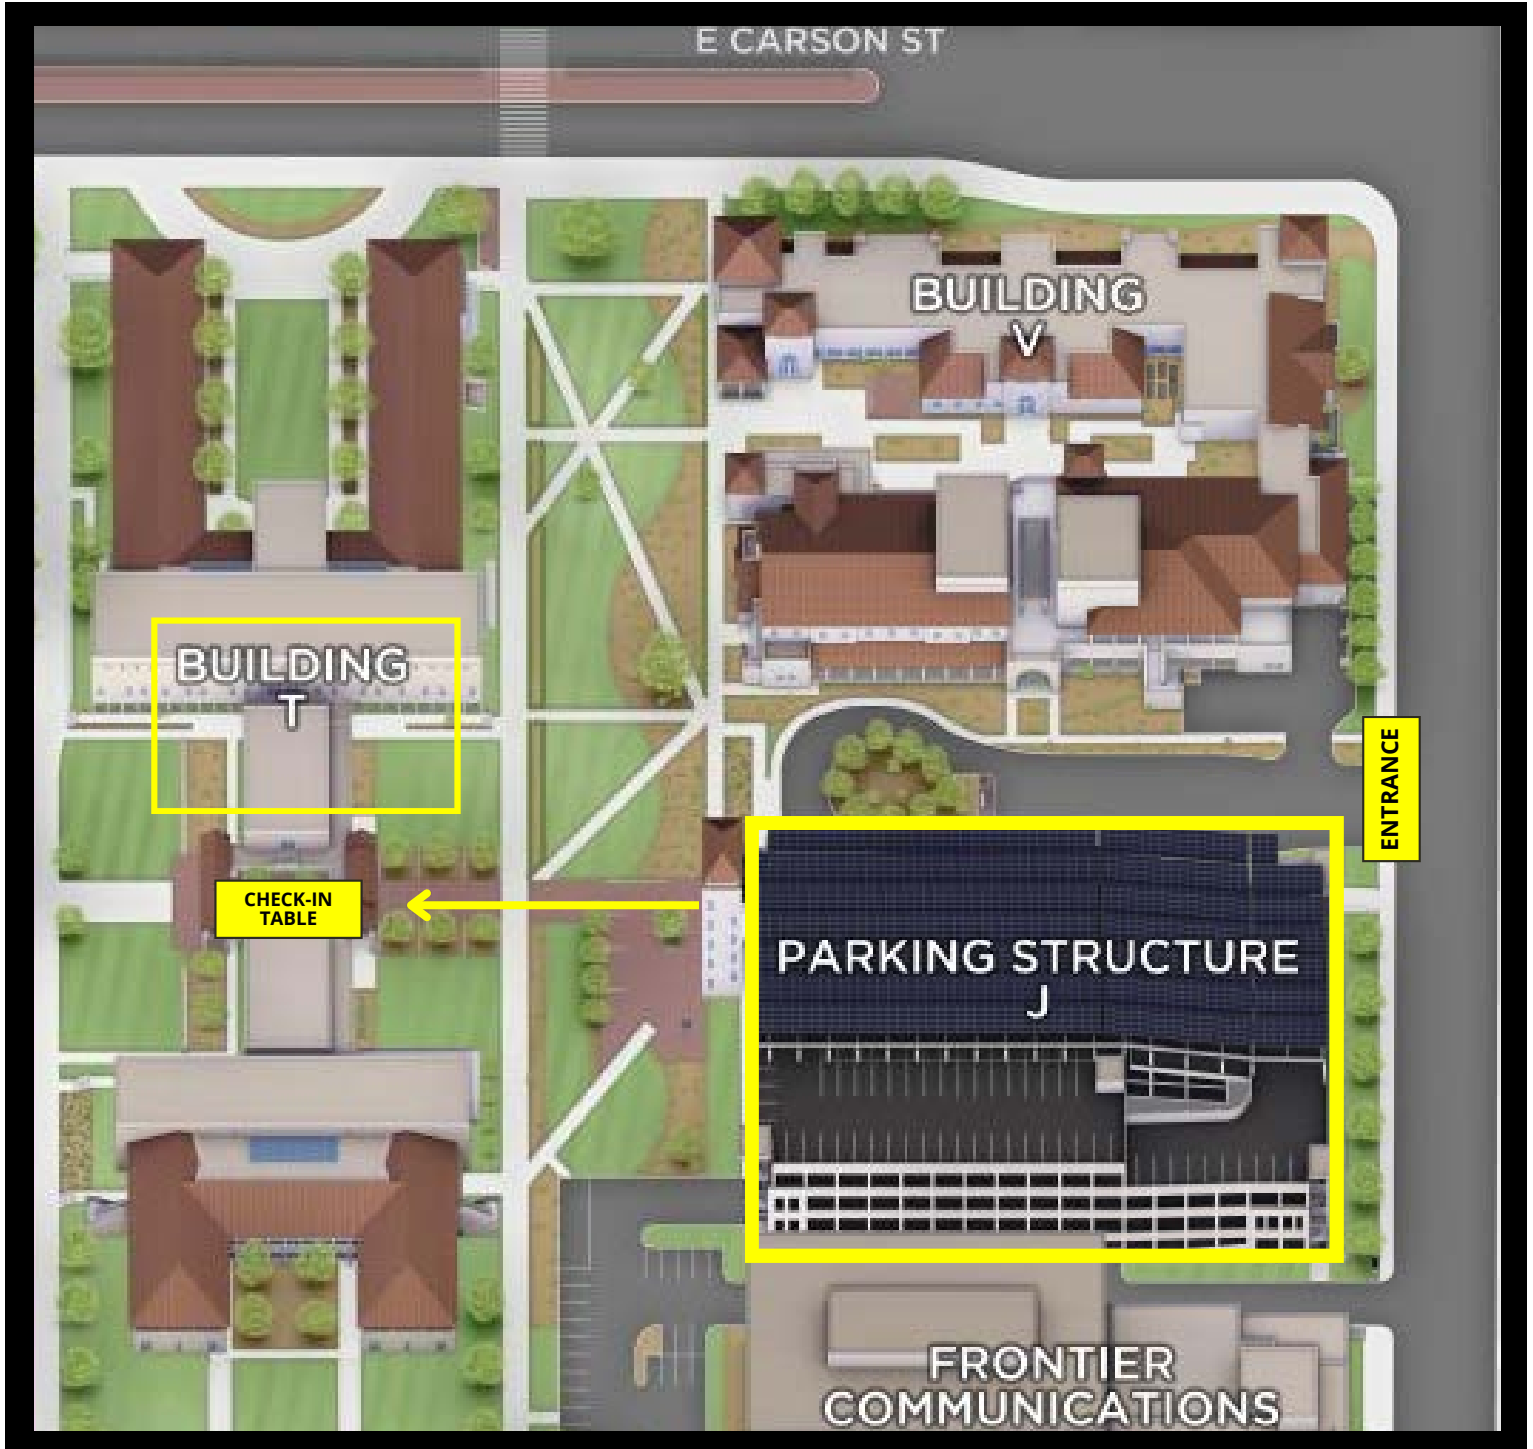 E CARSON ST
BUILDING
V
BUILDING
T
ENTRANCE
CHECK-IN
TABLE
PARKING STRUCTURE
J
FRONTIER
COMMUNICATIONS